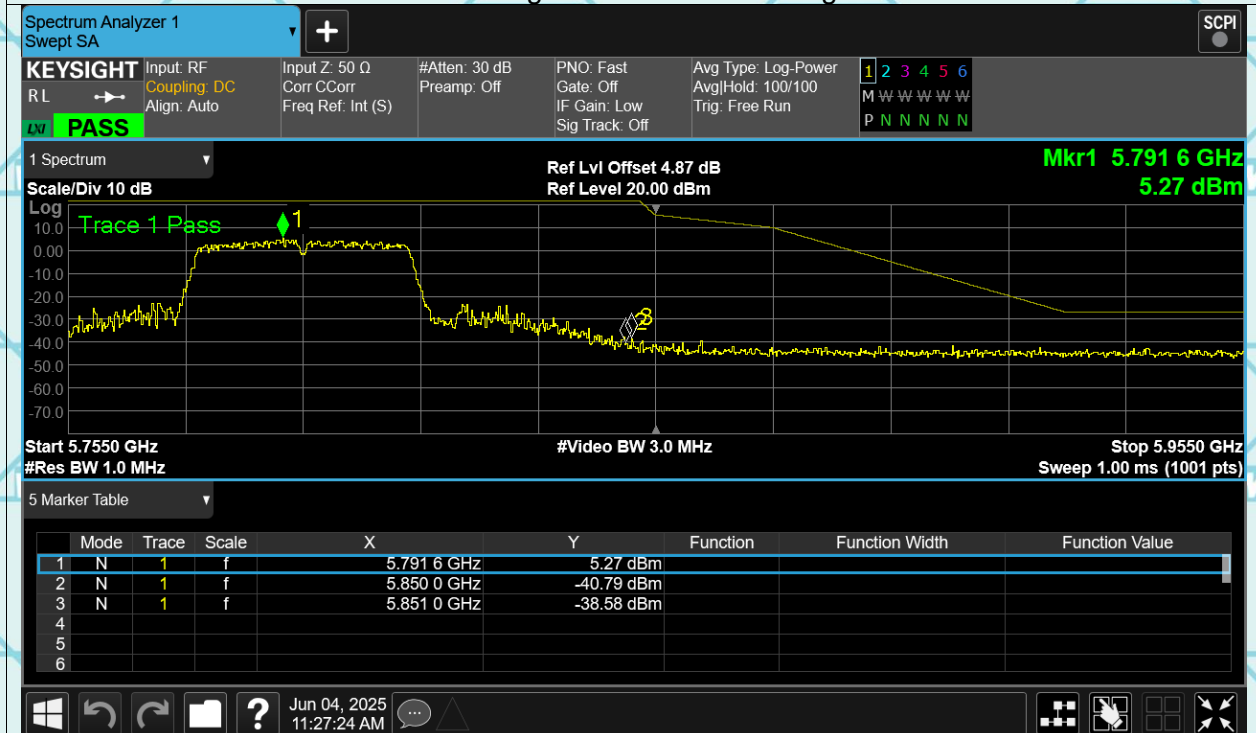 Spectrum Analyzer 1
Swept SA
+
SCPI
KEYSIGHT
RL
LXI PASS
Input: RF
Coupling: DC
Align: Auto
Input Z: 50 Ω
Corr CCorr
Freq Ref: Int (S)
#Atten: 30 dB
Preamp: Off
PNO: Fast
Gate: Off
IF Gain: Low
Sig Track: Off
Avg Type: Log-Power
Avg|Hold: 100/100
Trig: Free Run
1 2 3 4 5 6
M W W W W W
P N N N N N
1 Spectrum
Scale/Div 10 dB
Ref Lvl Offset 4.87 dB
Ref Level 20.00 dBm
Mkr1 5.791 6 GHz
5.27 dBm
Log
Trace 1 Pass
1
10.0
0.00
-10.0
-20.0
-30.0
-40.0
-50.0
-60.0
-70.0
Start 5.7550 GHz
#Res BW 1.0 MHz
#Video BW 3.0 MHz
Stop 5.9550 GHz
Sweep 1.00 ms (1001 pts)
5 Marker Table
Mode Trace Scale X Y Function Function Width Function Value
1 N 1 f 5.791 6 GHz 5.27 dBm
2 N 1 f 5.850 0 GHz -40.79 dBm
3 N 1 f 5.851 0 GHz -38.58 dBm
4
5
6
?
Jun 04, 2025
11:27:24 AM